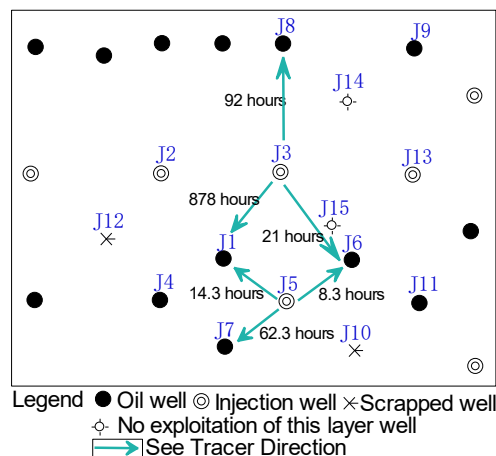 J8
J9
J14
92 hours
J2
J3
J13
878 hours
J12
J15
21 hours
J1
J6
J4
14.3 hours
J5
8.3 hours
J11
J7
62.3 hours
J10
Legend Oil well Injection well Scrapped well
No exploitation of this layer well
See Tracer Direction